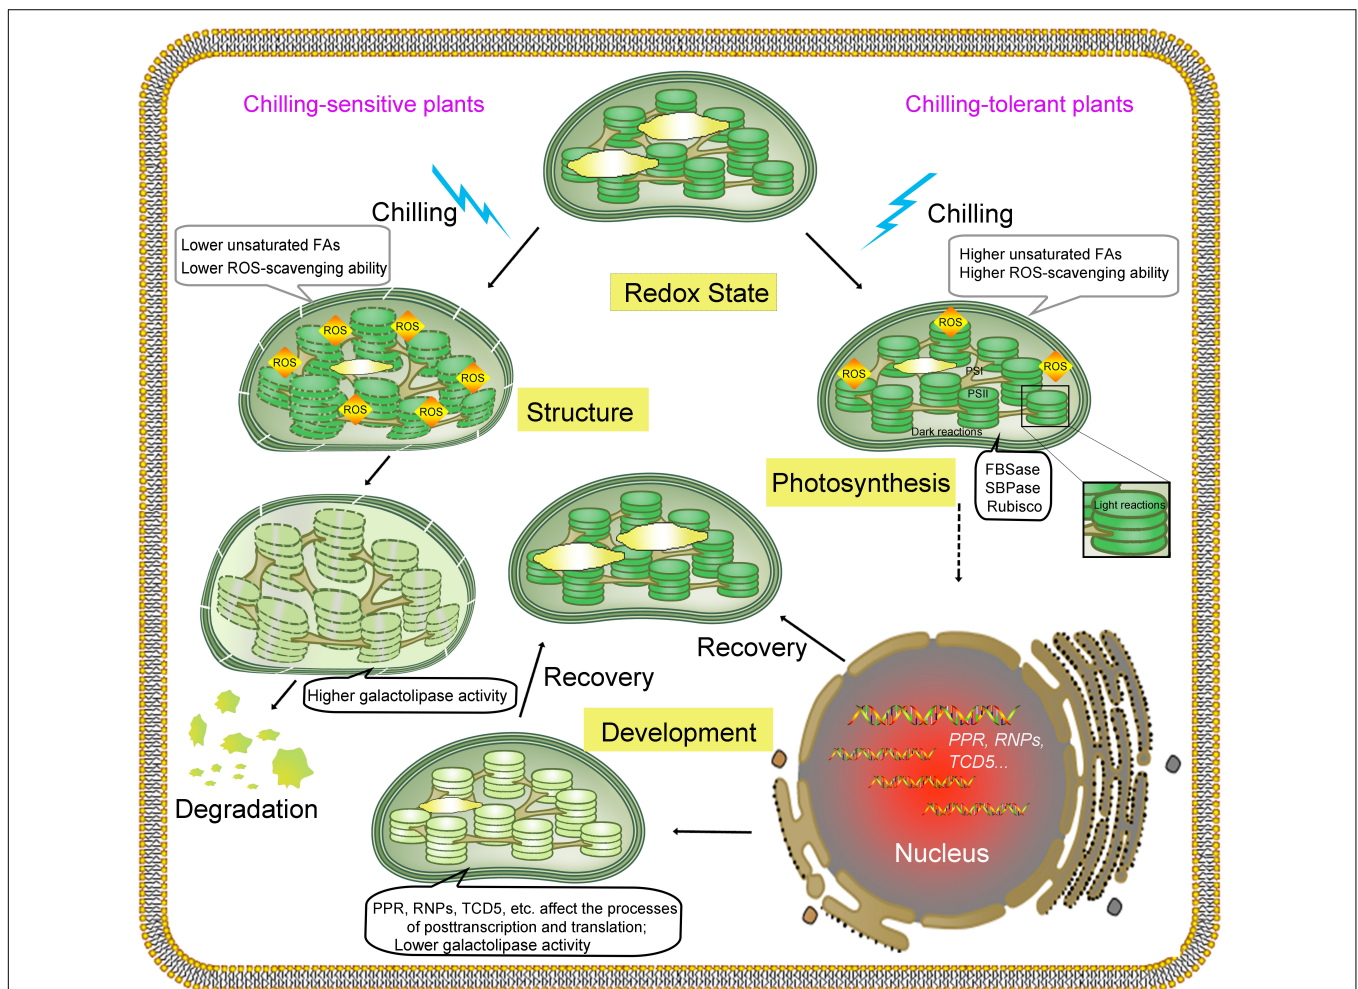 Chilling-sensitive plants
Chilling-tolerant plants
Chilling
Chilling
Lower unsaturated FAs
Lower ROS-scavenging ability
Higher unsaturated FAs
Higher ROS-scavenging ability
Redox State
ROS
ROS
ROS
ROS
ROS
ROS
ROS
ROS
ROS
PSI
PSII
Dark reactions
Structure
Photosynthesis
FBSase
SBPase
Rubisco
Light reactions
Higher galactolipase activity
Recovery
Recovery
Degradation
Development
PPR, RNPs,
TCD5...
Nucleus
PPR, RNPs, TCD5, etc. affect the processes
of posttranscription and translation;
Lower galactolipase activity